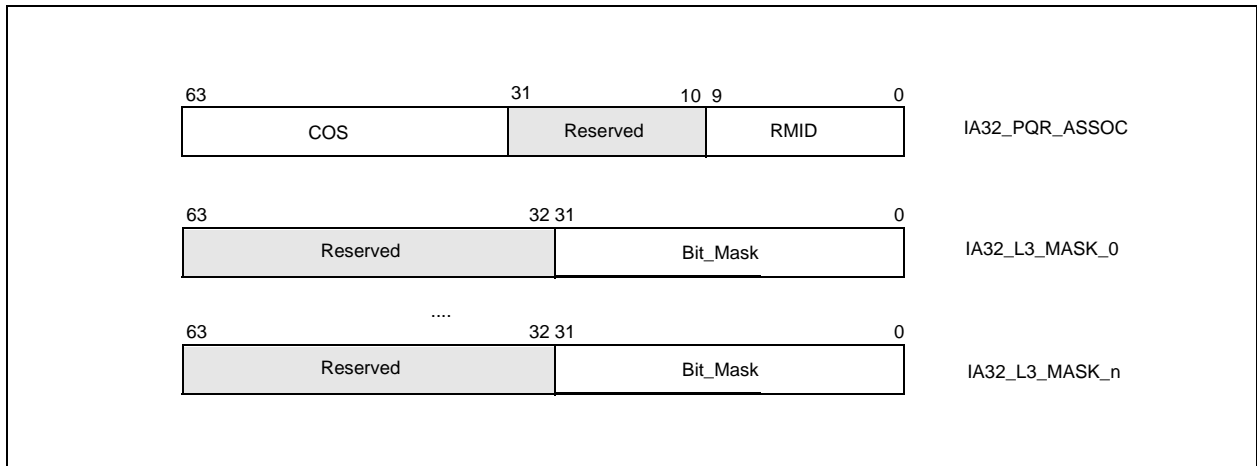 63 31 10 9 0
COS Reserved RMID IA32_PQR_ASSOC
63 32 31 0
Reserved Bit_Mask IA32_L3_MASK_0
....
63 32 31 0
Reserved Bit_Mask IA32_L3_MASK_n